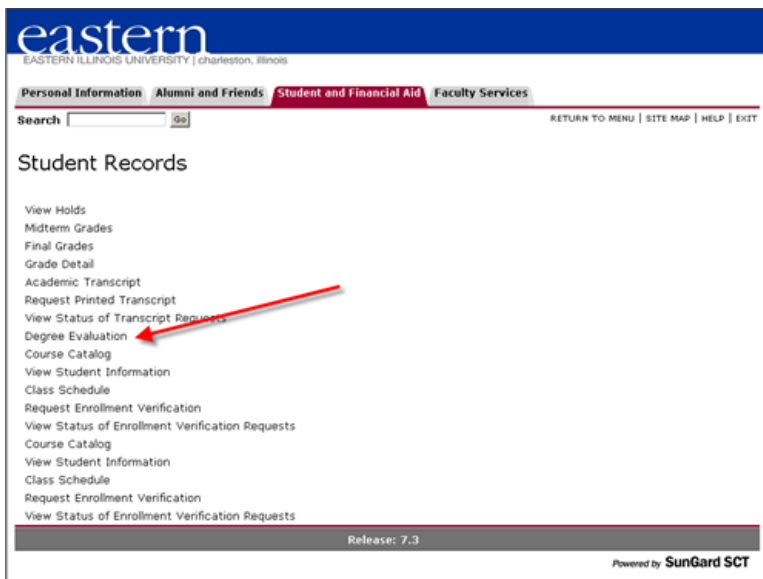 eastern
EASTERN ILLINOIS UNIVERSITY | charleston, illinois
Personal Information Alumni and Friends Student and Financial Aid Faculty Services
Search Go RETURN TO MENU | SITE MAP | HELP | EXIT
Student Records
View Holds
Midterm Grades
Final Grades
Grade Detail
Academic Transcript
Request Printed Transcript
View Status of Transcript Requests
Degree Evaluation
Course Catalog
View Student Information
Class Schedule
Request Enrollment Verification
View Status of Enrollment Verification Requests
Course Catalog
View Student Information
Class Schedule
Request Enrollment Verification
View Status of Enrollment Verification Requests
Release: 7.3
Powered by SunGard SCT